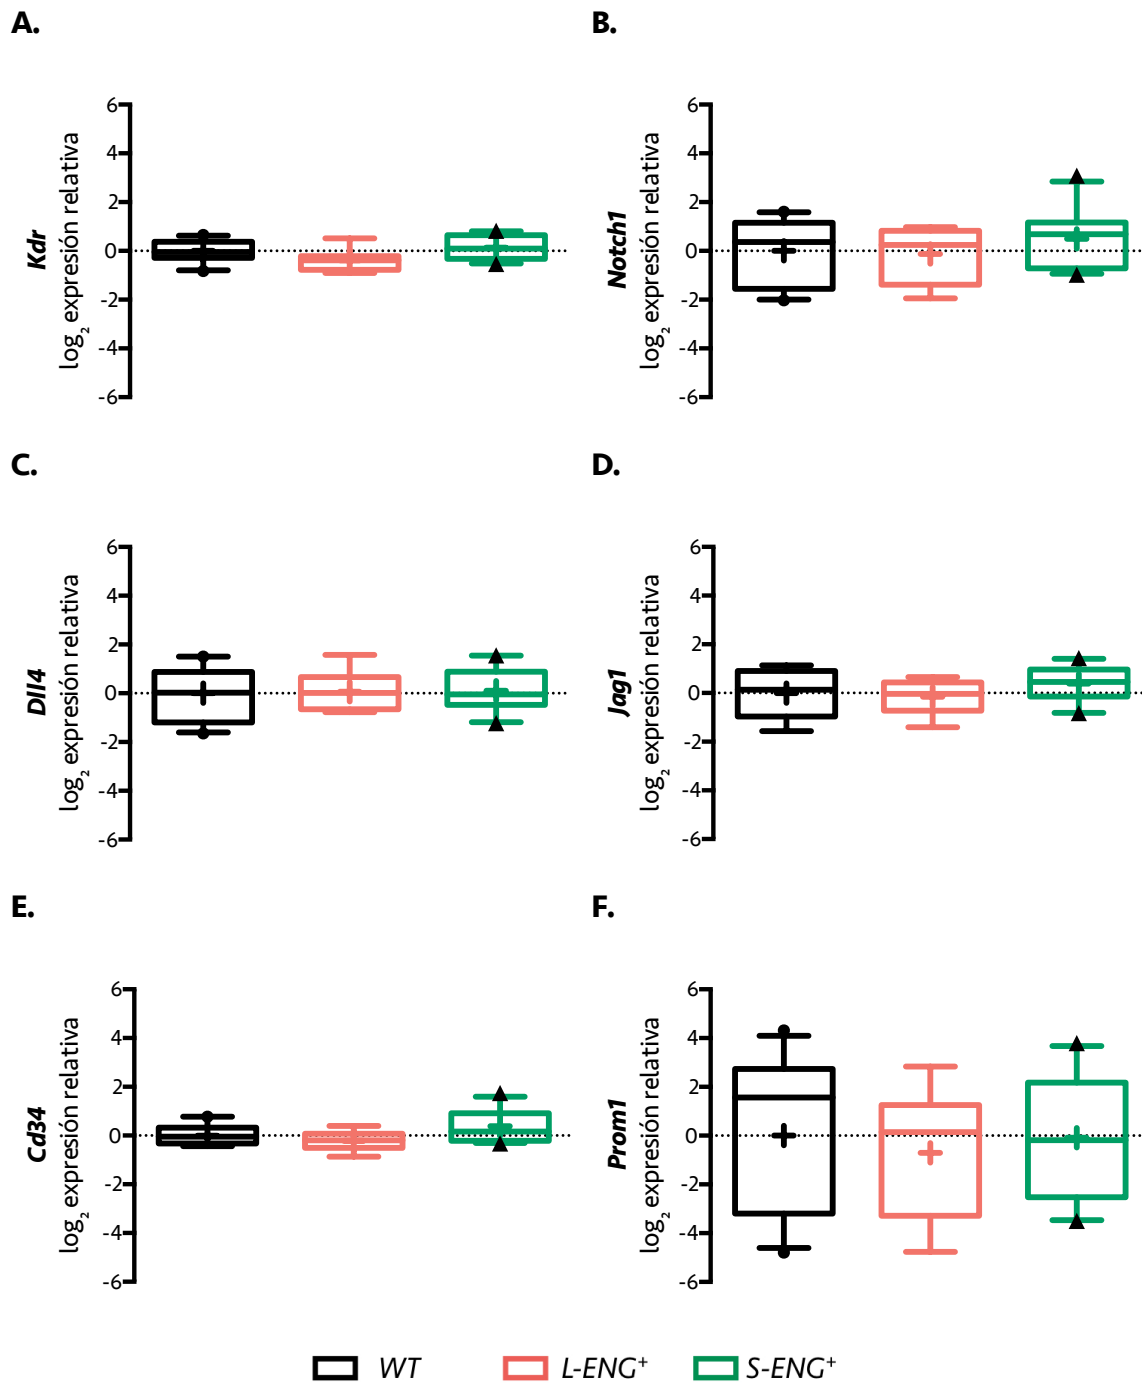 A.
B.
Kdr
log₂ expresión relativa
6
4
2
0
-2
-4
-6
Notch1
log₂ expresión relativa
6
4
2
0
-2
-4
-6
C.
D.
Dll4
log₂ expresión relativa
6
4
2
0
-2
-4
-6
Jag1
log₂ expresión relativa
6
4
2
0
-2
-4
-6
E.
F.
Cd34
log₂ expresión relativa
6
4
2
0
-2
-4
-6
Prom1
log₂ expresión relativa
6
4
2
0
-2
-4
-6
WT L-ENG⁺ S-ENG⁺